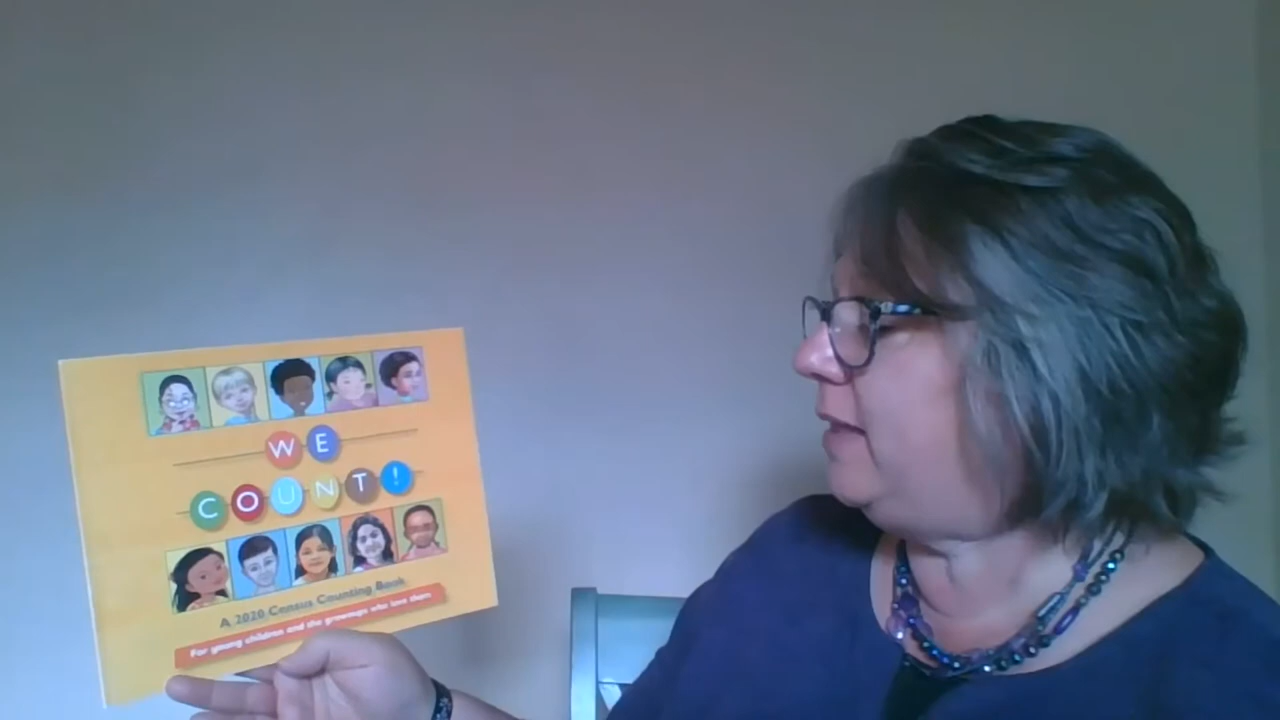 WE
COUNT!
A 2020 Census Counting Book
For young children and the grownups who love them